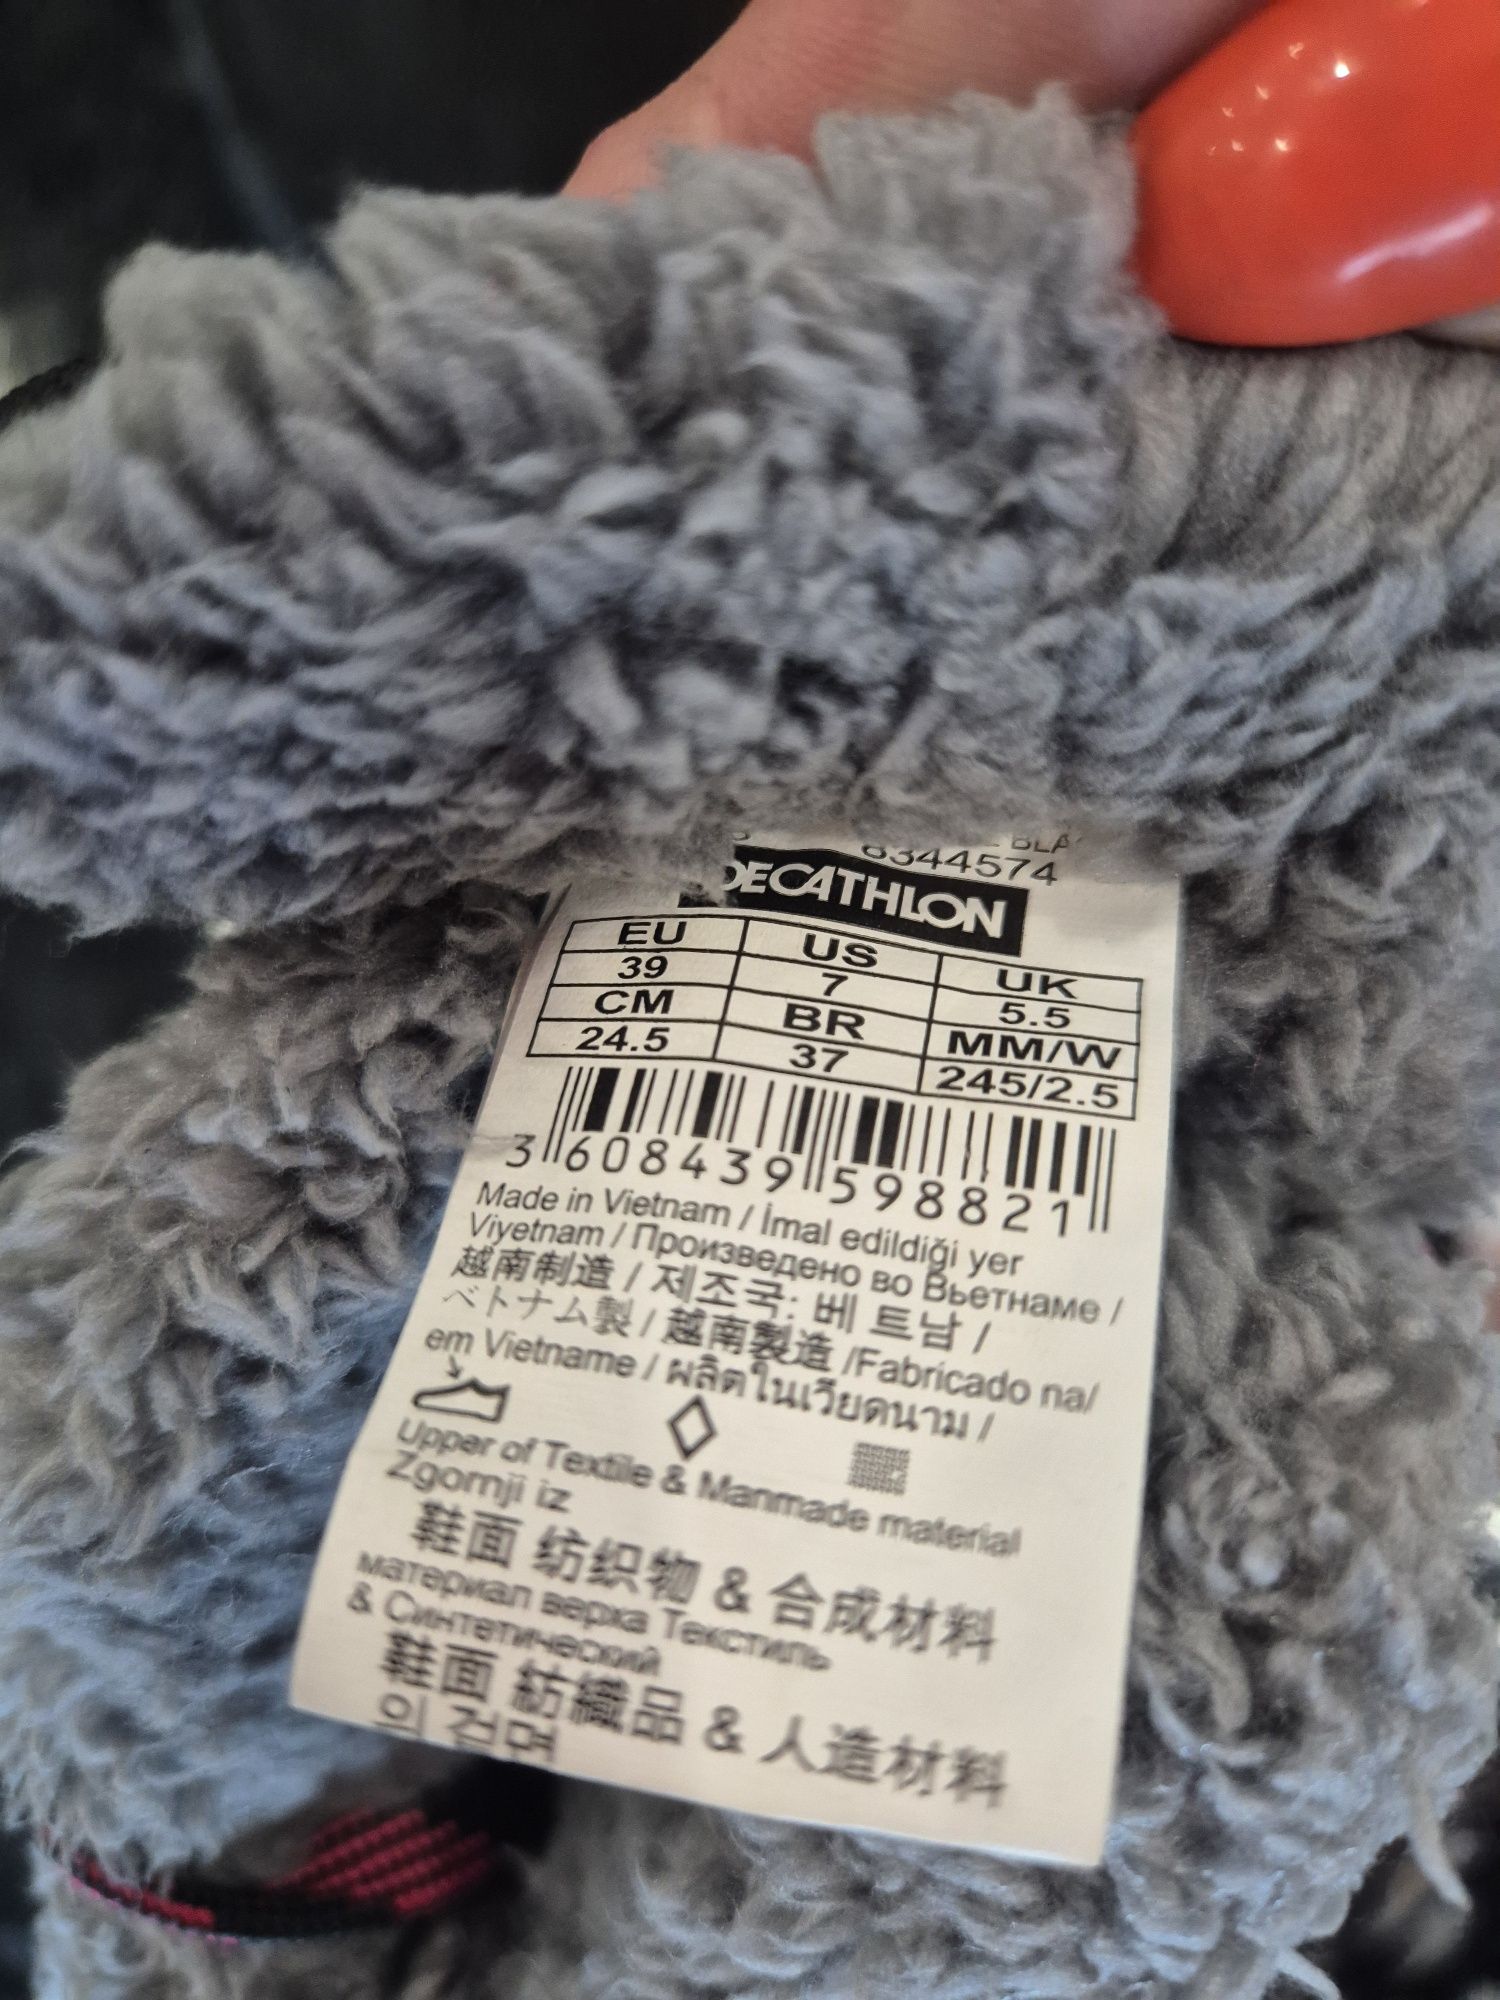 8344574
DECATHLON
EU US UK
39 7 5.5
CM BR MM/W
24.5 37 245/2.5
3 608439 598821
Made in Vietnam / İmal edildiği yer
Viyetnam / Произведено во Вьетнаме /
越南制造 / 제조국: 베트남 /
ベトナム製 / 越南製造 /Fabricado na/
em Vietname / ผลิตในเวียดนาม /
Upper of Textile & Manmade material
Zgornji iz
鞋面 纺织物 & 合成材料
материал верха Текстиль
& Синтетический
鞋面 紡織品 & 人造材料
의 겉면